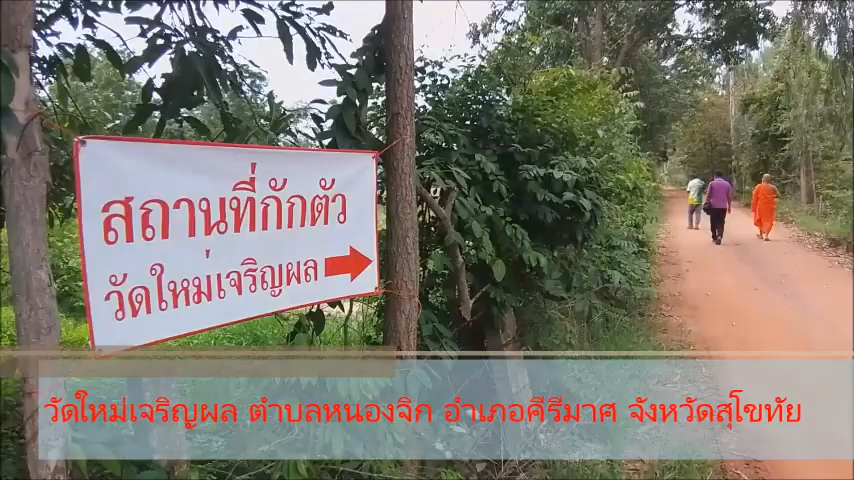 สถานที่กักตัว
วัดใหม่เจริญผล
วัดใหม่เจริญผล ตำบลหนองจิก อำเภอคีรีมาศ จังหวัดสุโขทัย